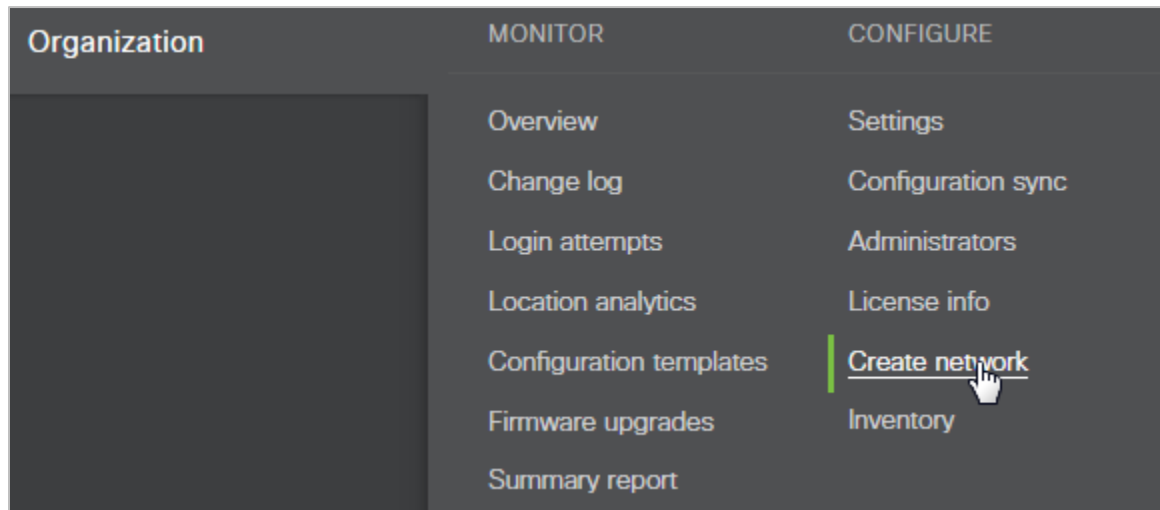 Organization
MONITOR
Overview
Change log
Login attempts
Location analytics
Configuration templates
Firmware upgrades
Summary report
CONFIGURE
Settings
Configuration sync
Administrators
License info
Create network
Inventory